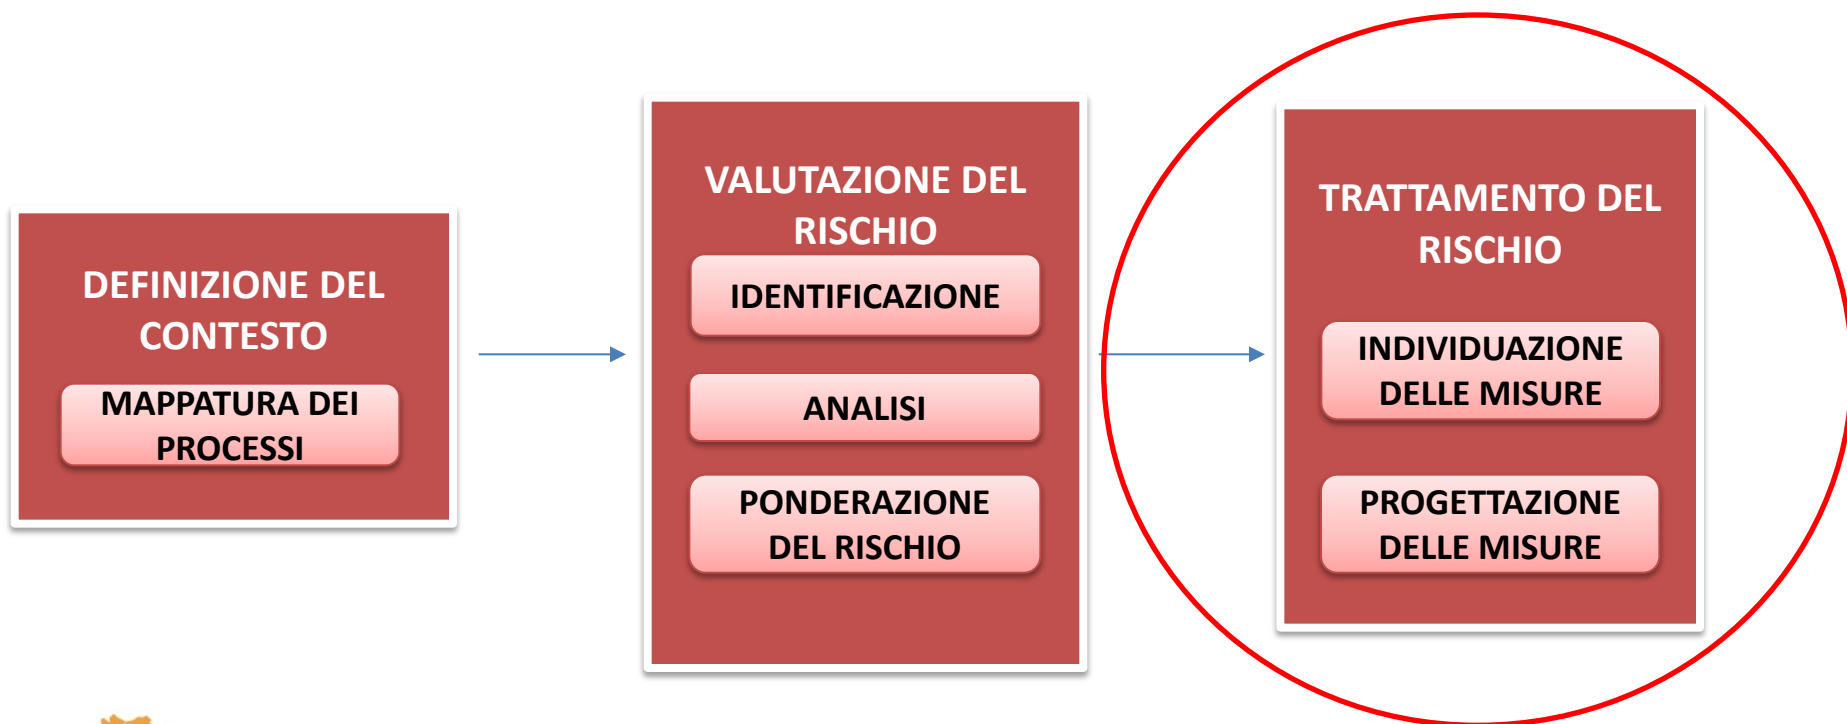 DEFINIZIONE DEL
CONTESTO
MAPPATURA DEI
PROCESSI
VALUTAZIONE DEL
RISCHIO
IDENTIFICAZIONE
ANALISI
PONDERAZIONE
DEL RISCHIO
TRATTAMENTO DEL
RISCHIO
INDIVIDUAZIONE
DELLE MISURE
PROGETTAZIONE
DELLE MISURE